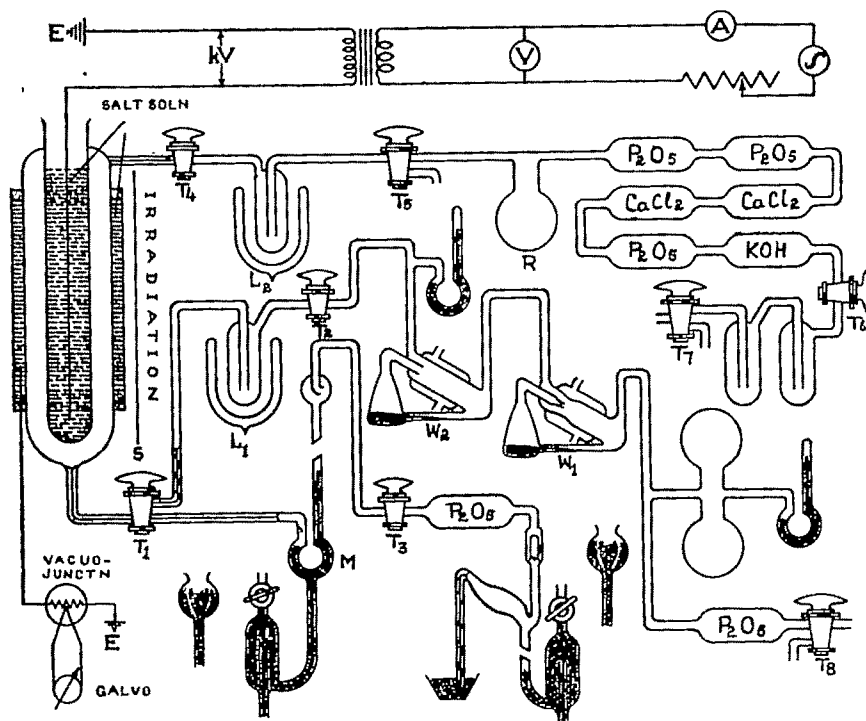 E
kV
V
A
SALT SOLN
T4
T5
P2O5
P2O5
CaCl2
CaCl2
P2O5
KOH
R
L2
T2
T6
T7
IRRADIATION
S
L1
W2
W1
T1
M
T3
P2O5
VACUO-
JUNCTN
E
GALVO
P2O5
T8